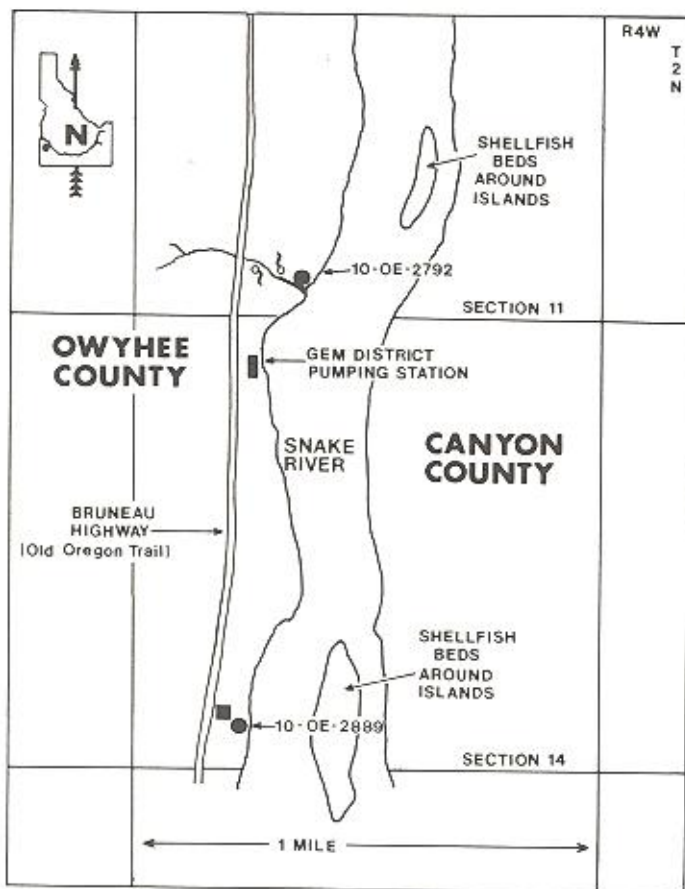 R4W
T
2
N
N
SHELLFISH
BEDS
AROUND
ISLANDS
10-OE-2792
SECTION 11
OWYHEE
COUNTY
GEM DISTRICT
PUMPING STATION
SNAKE
RIVER
CANYON
COUNTY
BRUNEAU
HIGHWAY
[Old Oregon Trail]
SHELLFISH
BEDS
AROUND
ISLANDS
10-OE-2889
SECTION 14
1 MILE